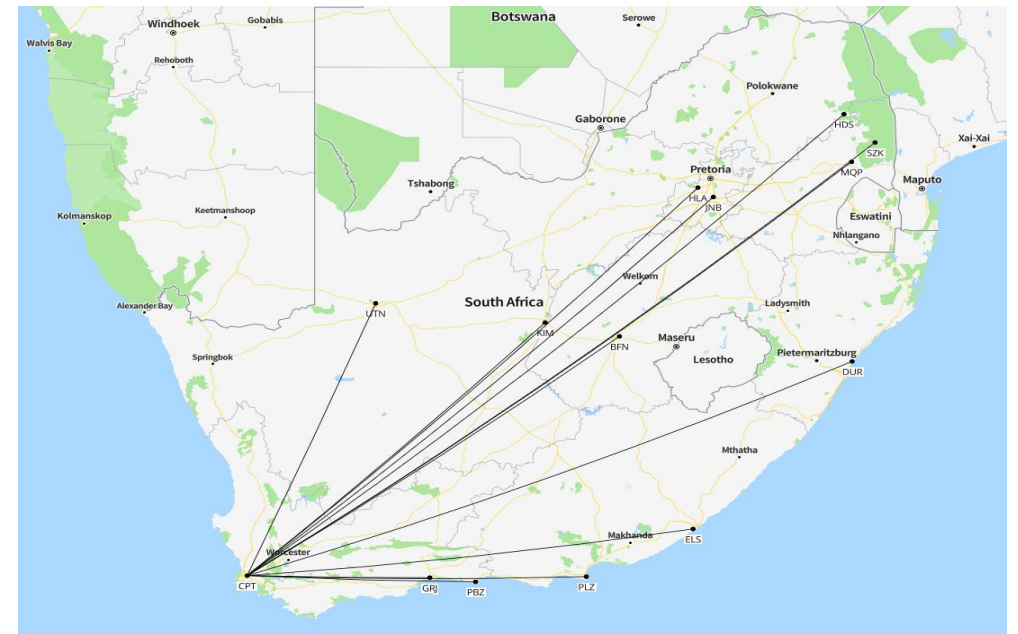 Botswana
Serowe
Gobabis
Windhoek
Walvis Bay
Rehoboth
Polokwane
Gaborone
HDS
Xai-Xai
SZK
Pretoria
MQP
Tshabong
Maputo
HLA
JNB
Keetmanshoop
Kolmanskop
Eswatini
Nhlangano
Welkom
South Africa
Ladysmith
Alexander Bay
UTN
KIM
Maseru
BFN
Springbok
Lesotho
Pietermaritzburg
DUR
Mthatha
Makhanda
ELS
Worcester
CPT
GRJ
PBZ
PLZ